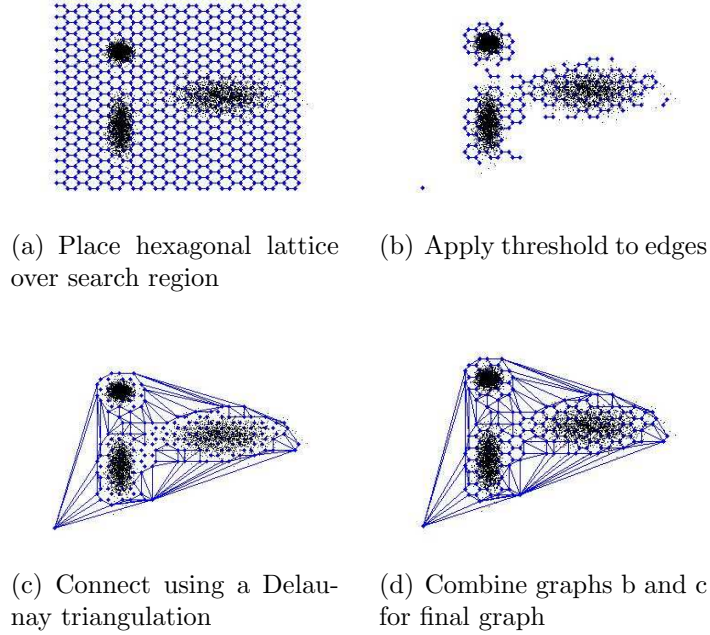 (a) Place hexagonal lattice
over search region
(b) Apply threshold to edges
(c) Connect using a Delau-
nay triangulation
(d) Combine graphs b and c
for final graph